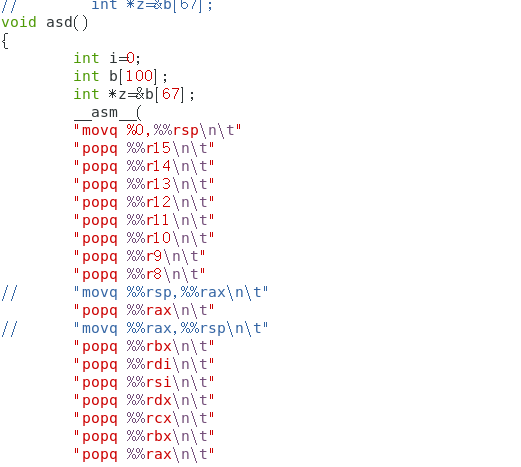 //        int *z=&b[67];
void asd()
{
        int i=0;
        int b[100];
        int *z=&b[67];
        __asm__(
        "movq %0,%%rsp\n\t"
        "popq %%r15\n\t"
        "popq %%r14\n\t"
        "popq %%r13\n\t"
        "popq %%r12\n\t"
        "popq %%r11\n\t"
        "popq %%r10\n\t"
        "popq %%r9\n\t"
        "popq %%r8\n\t"
//      "movq %%rsp,%%rax\n\t"
        "popq %%rax\n\t"
//      "movq %%rax,%%rsp\n\t"
        "popq %%rbx\n\t"
        "popq %%rdi\n\t"
        "popq %%rsi\n\t"
        "popq %%rdx\n\t"
        "popq %%rcx\n\t"
        "popq %%rbx\n\t"
        "popq %%rax\n\t"